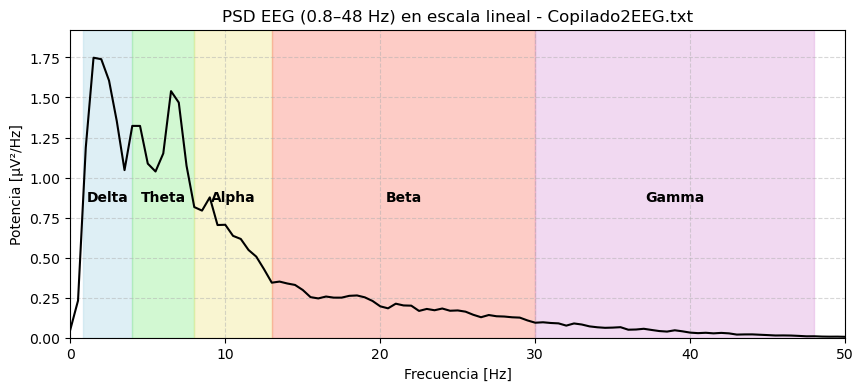 PSD EEG (0.8–48 Hz) en escala lineal - Copilado2EEG.txt
Potencia [µV²/Hz]
1.75
1.50
1.25
1.00
0.75
0.50
0.25
0.00
Delta Theta Alpha Beta Gamma
0 10 20 30 40 50
Frecuencia [Hz]